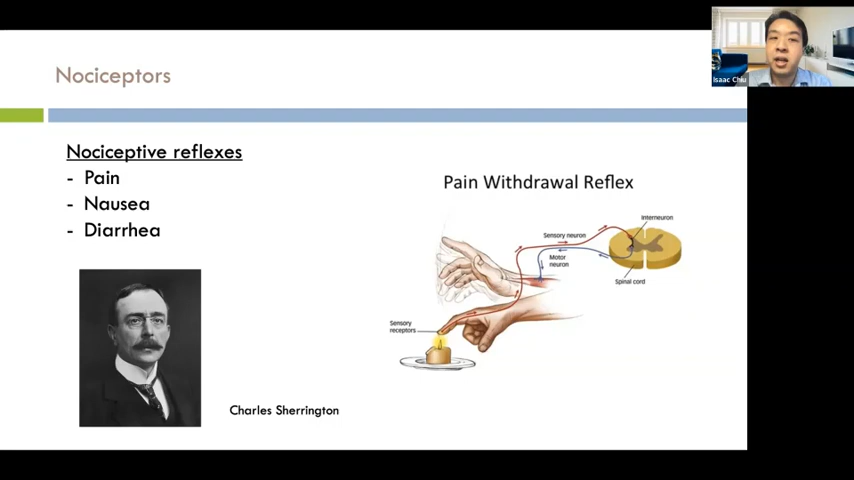 Nociceptors
Isaac Chiu
Nociceptive reflexes
- Pain
- Nausea
- Diarrhea
Pain Withdrawal Reflex
Interneuron
Sensory neuron
Motor
neuron
Spinal cord
Sensory
receptors
Charles Sherrington